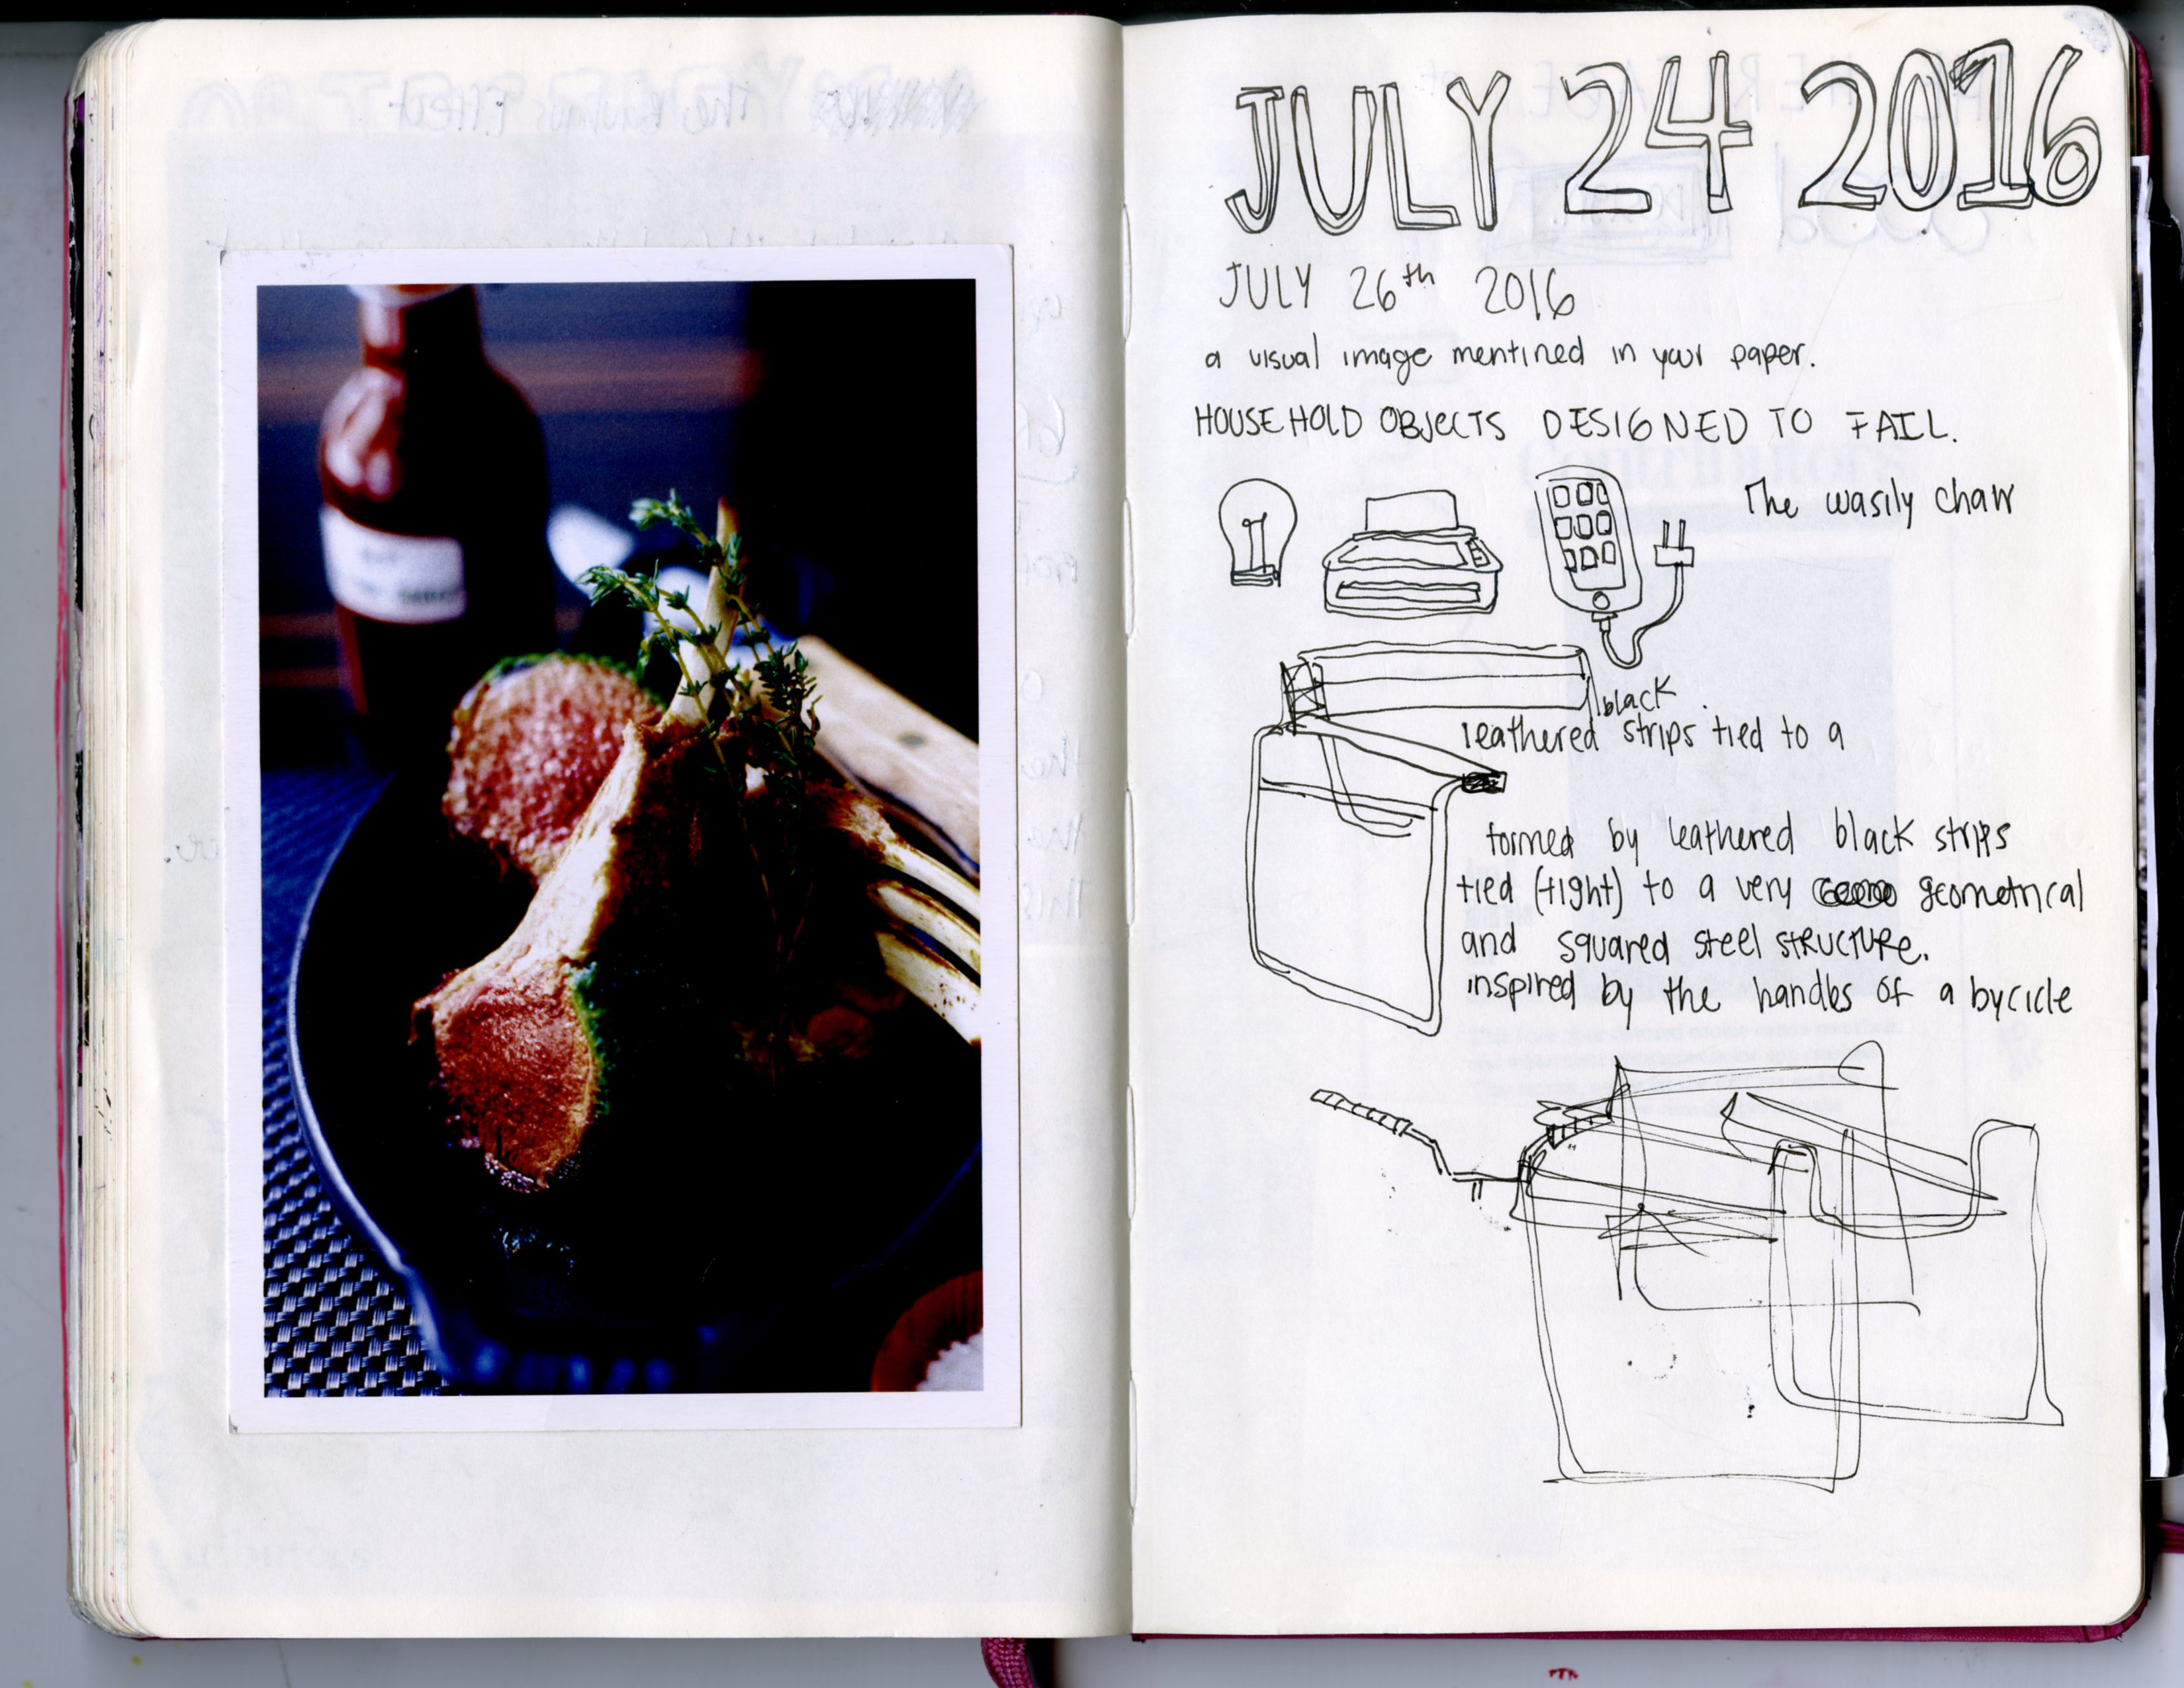 JULY 24 2016
JULY 26th 2016
a visual image mentined in your paper.
HOUSEHOLD OBJECTS DESIGNED TO FAIL.
The wasily chair
black
leathered strips tied to a
formed by leathered black strips
tied (tight) to a very geometrical
and squared steel structure.
inspired by the handles of a bycicle